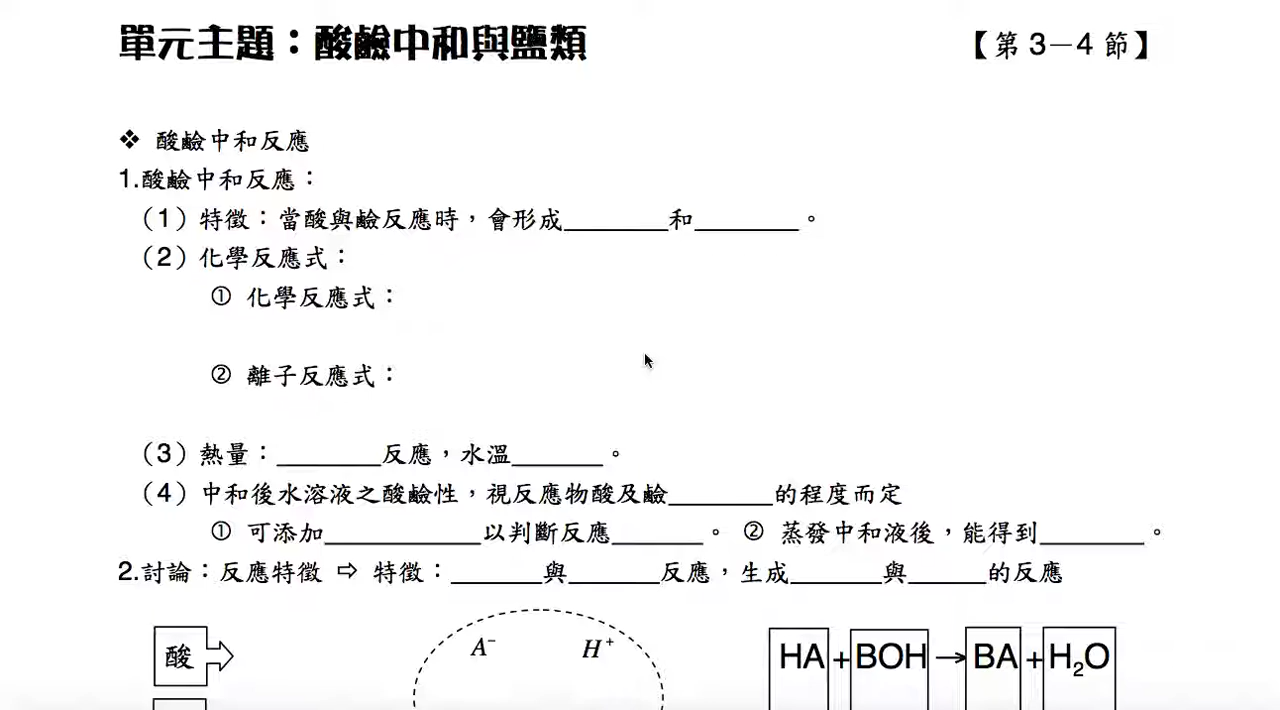 單元主題：酸鹼中和與鹽類 【第 3－4 節】
❖ 酸鹼中和反應
1.酸鹼中和反應：
（1）特徵：當酸與鹼反應時，會形成________和________。
（2）化學反應式：
① 化學反應式：
② 離子反應式：
（3）熱量：________反應，水溫_______。
（4）中和後水溶液之酸鹼性，視反應物酸及鹼________的程度而定
① 可添加____________以判斷反應_______。 ② 蒸發中和液後，能得到________。
2.討論：反應特徵 ⇨ 特徵：_______與_______反應，生成_______與______的反應
酸 A⁻ H⁺ HA + BOH → BA + H₂O